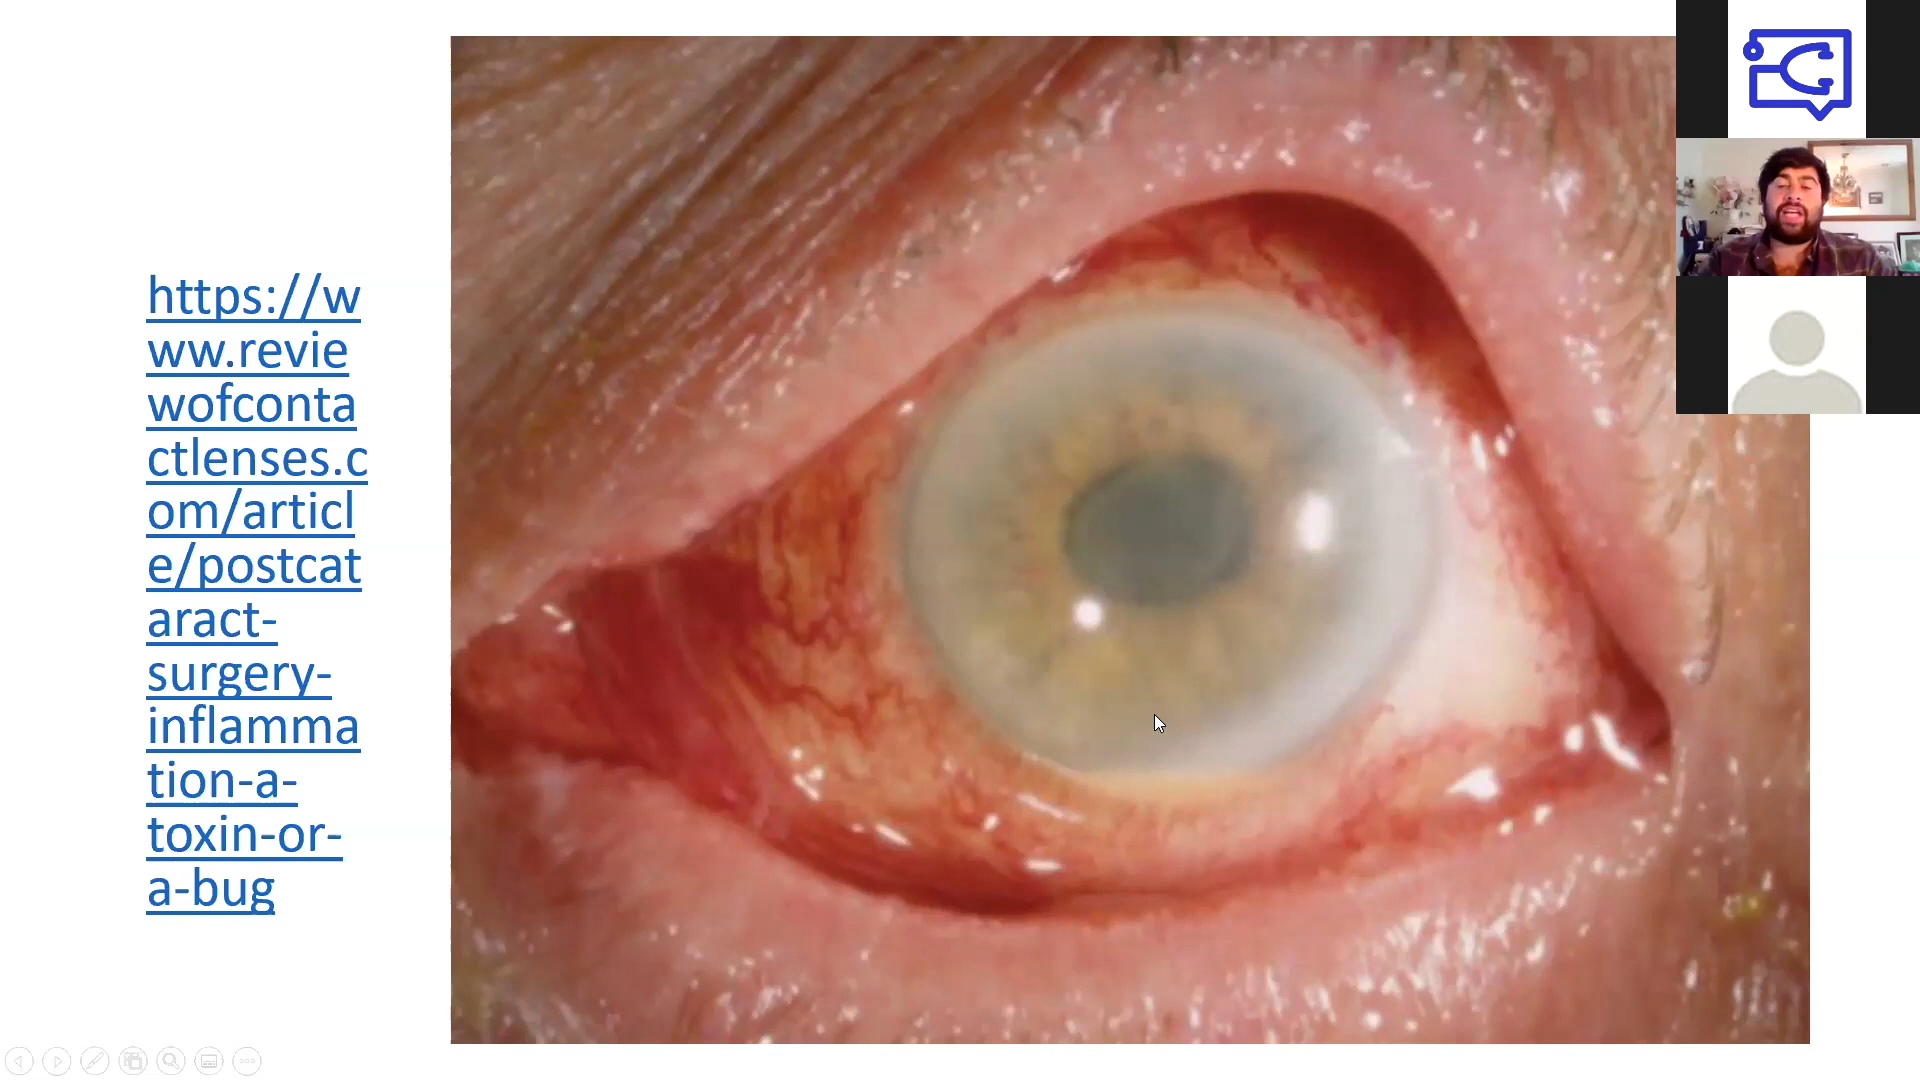 https://w
ww.revie
wofconta
ctlenses.c
om/articl
e/postcat
aract-
surgery-
inflamma
tion-a-
toxin-or-
a-bug